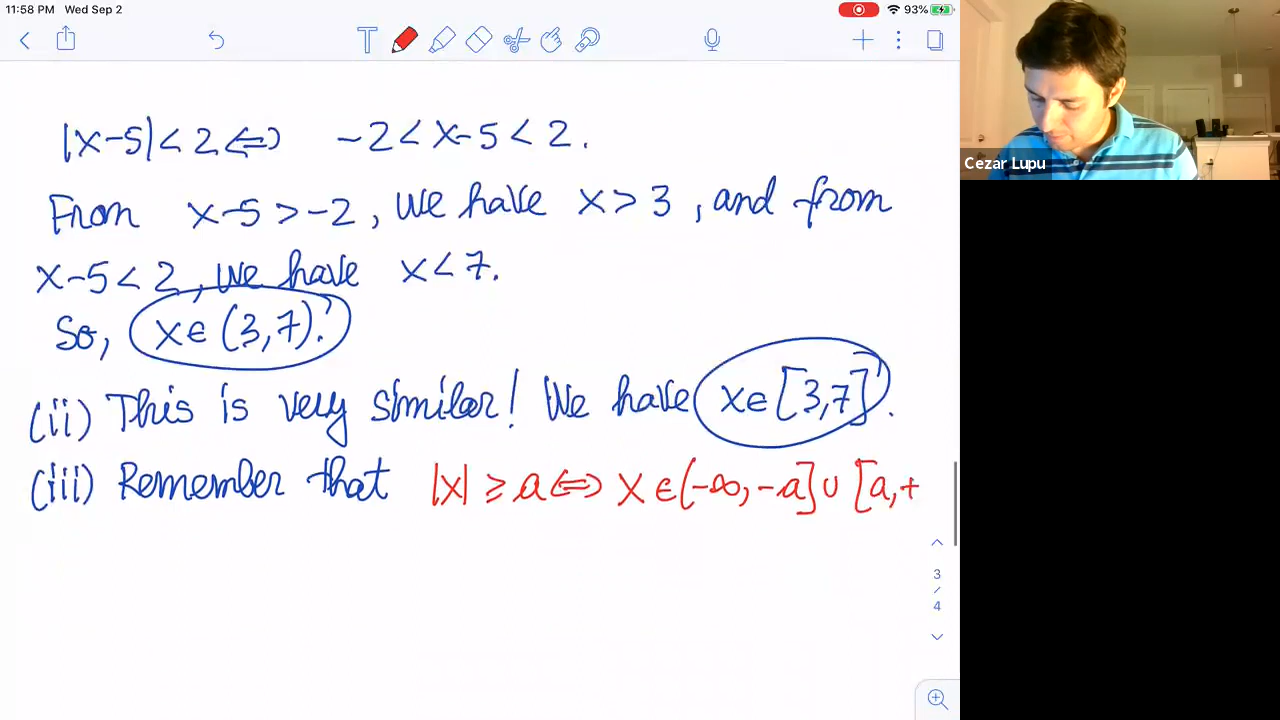 11:58 PM Wed Sep 2
93%
T
|x-5| < 2 ⇔ -2 < x-5 < 2.
From x-5 > -2, we have x > 3, and from
x-5 < 2, we have x < 7.
So, x ∈ (3,7).
(ii) This is very similar! We have x ∈ [3,7].
(iii) Remember that |x| ≥ a ⇔ x ∈ (-∞, -a] ∪ [a, +
3
/
4
Cezar Lupu